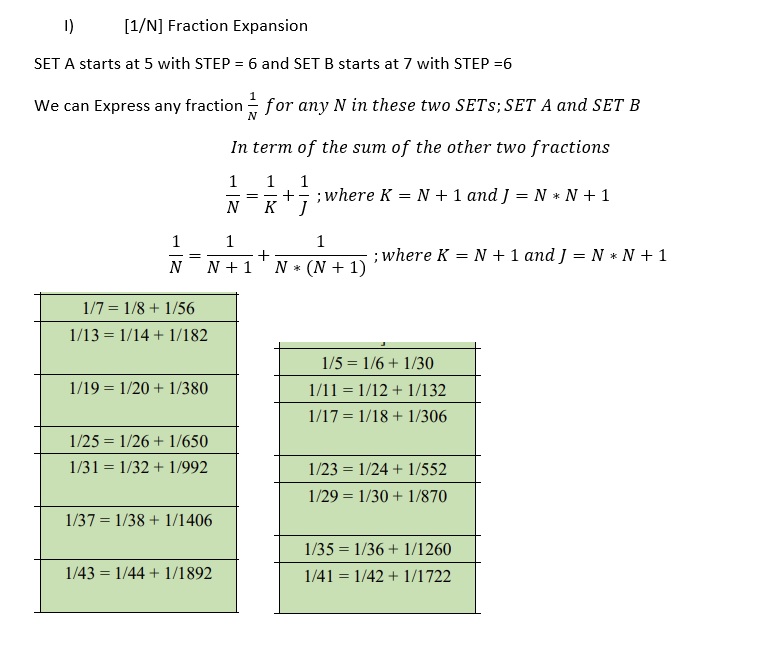 I) [1/N] Fraction Expansion
SET A starts at 5 with STEP = 6 and SET B starts at 7 with STEP =6
We can Express any fraction 1/N for any N in these two SETs; SET A and SET B
In term of the sum of the other two fractions
1/N = 1/K + 1/J ; where K = N + 1 and J = N * N + 1
1/N = 1/(N + 1) + 1/(N * (N + 1)) ; where K = N + 1 and J = N * N + 1
1/7 = 1/8 + 1/56
1/13 = 1/14 + 1/182
1/19 = 1/20 + 1/380
1/25 = 1/26 + 1/650
1/31 = 1/32 + 1/992
1/37 = 1/38 + 1/1406
1/43 = 1/44 + 1/1892
1/5 = 1/6 + 1/30
1/11 = 1/12 + 1/132
1/17 = 1/18 + 1/306
1/23 = 1/24 + 1/552
1/29 = 1/30 + 1/870
1/35 = 1/36 + 1/1260
1/41 = 1/42 + 1/1722